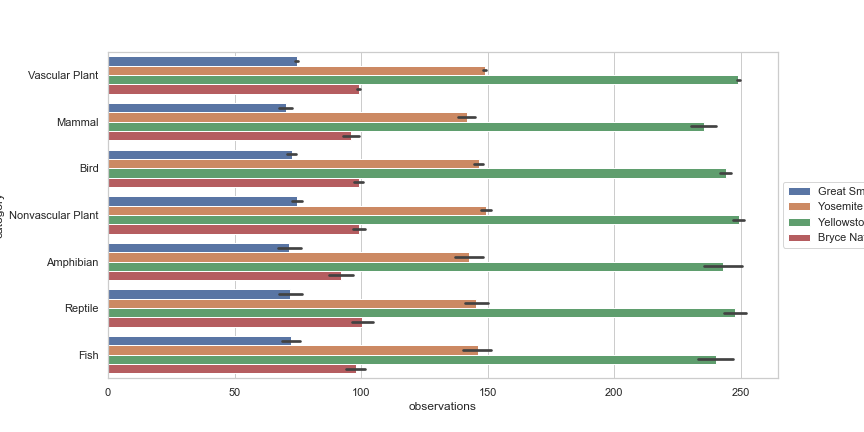 Vascular Plant
Mammal
Bird
Nonvascular Plant
Amphibian
Reptile
Fish
0 50 100 150 200 250
observations
category
Great Sm
Yosemite
Yellowsto
Bryce Na